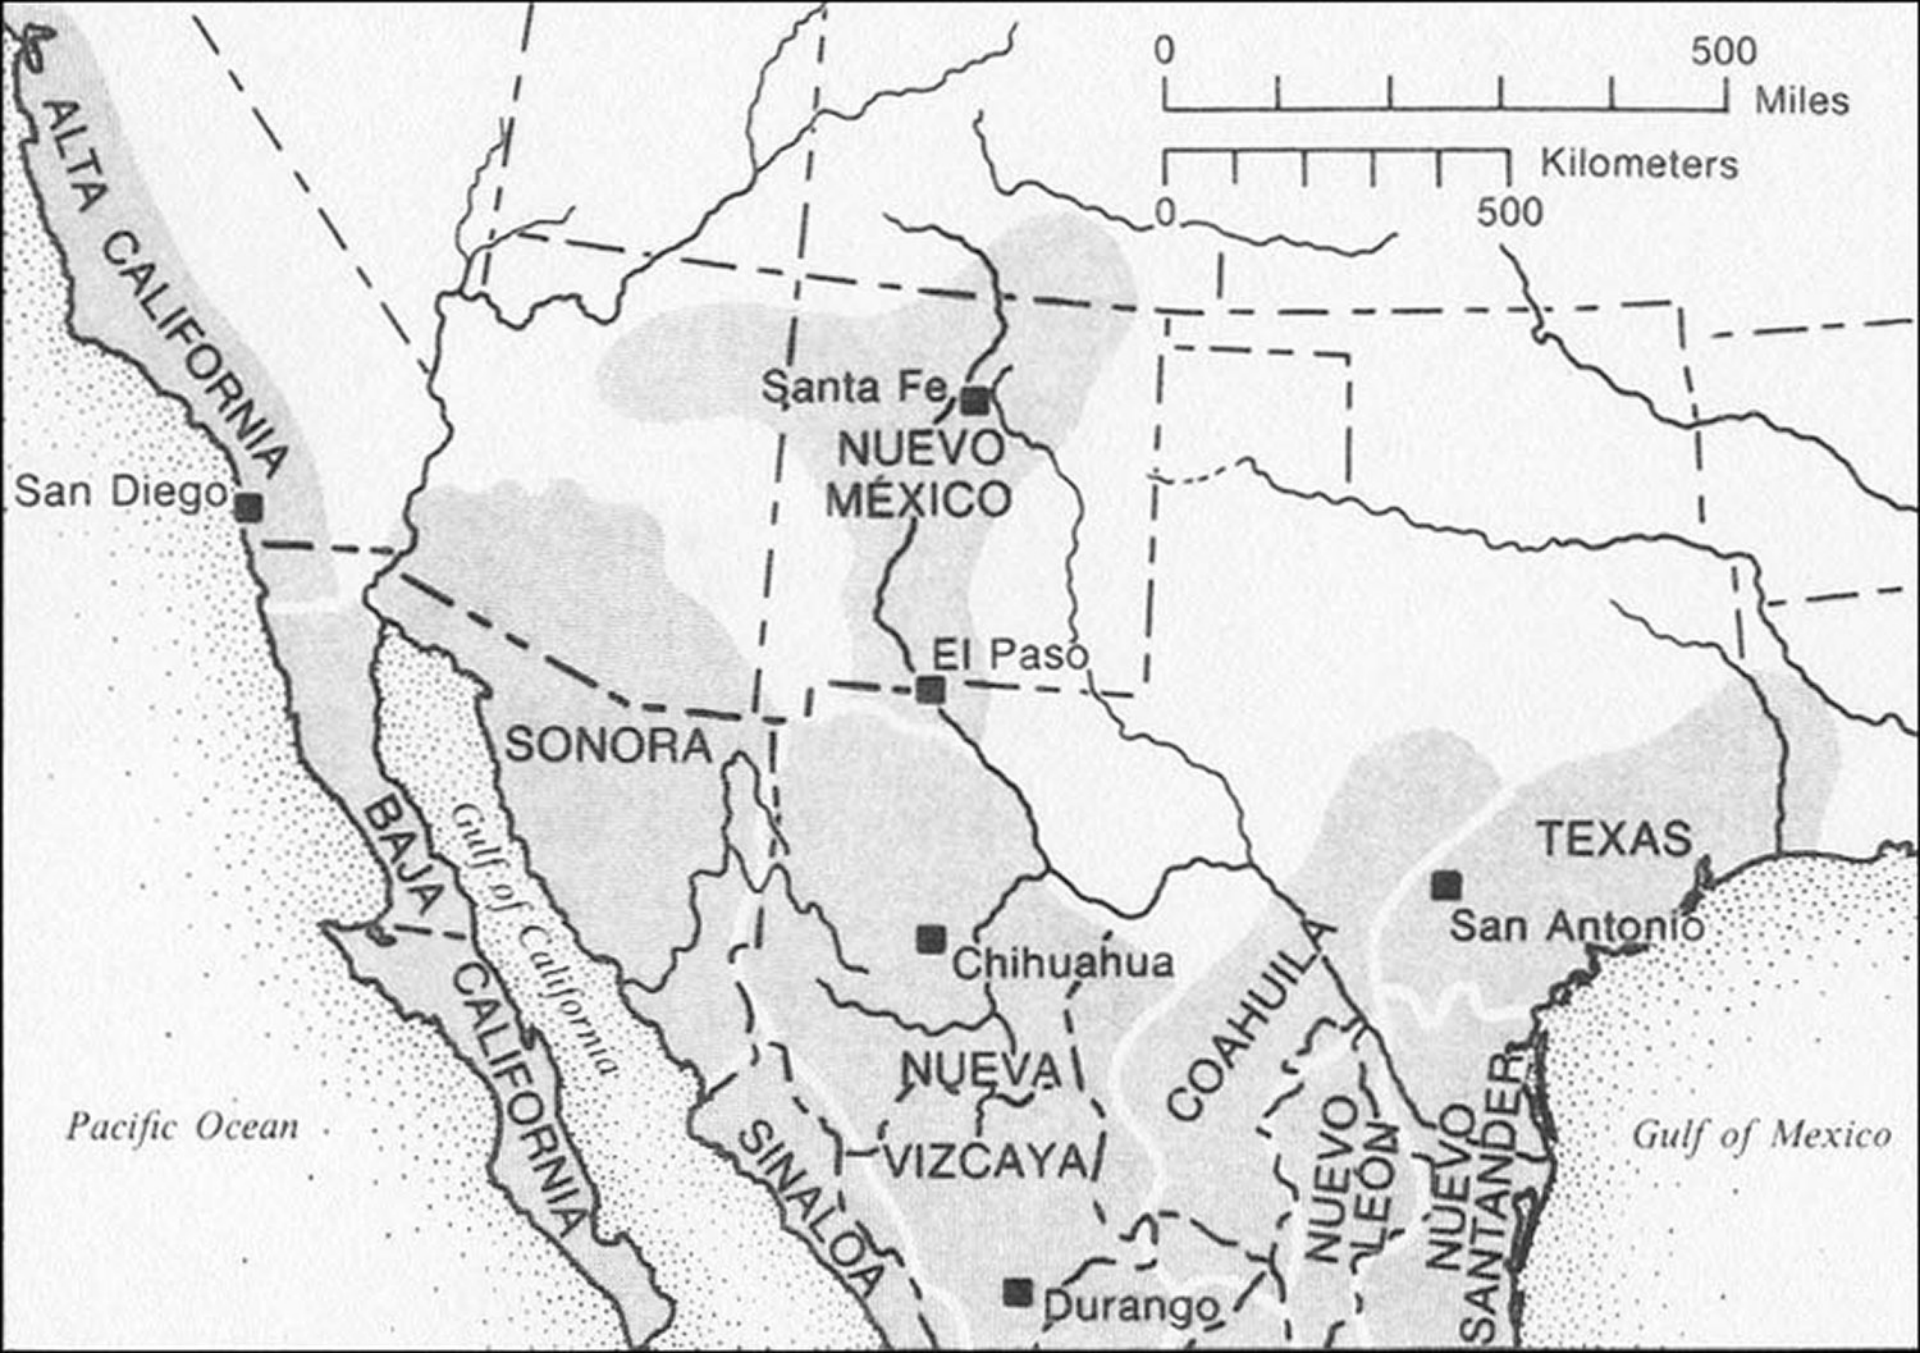 0 500
Miles
Kilometers
0 500
ALTA CALIFORNIA
Santa Fe
NUEVO
MÉXICO
San Diego
El Paso
SONORA
BAJA
CALIFORNIA
Gulf of California
TEXAS
San Antonio
Chihuahua
COAHUILA
NUEVA
VIZCAYA
SINALOA
NUEVO
LEÓN
NUEVO
SANTANDER
Pacific Ocean
Gulf of Mexico
Durango